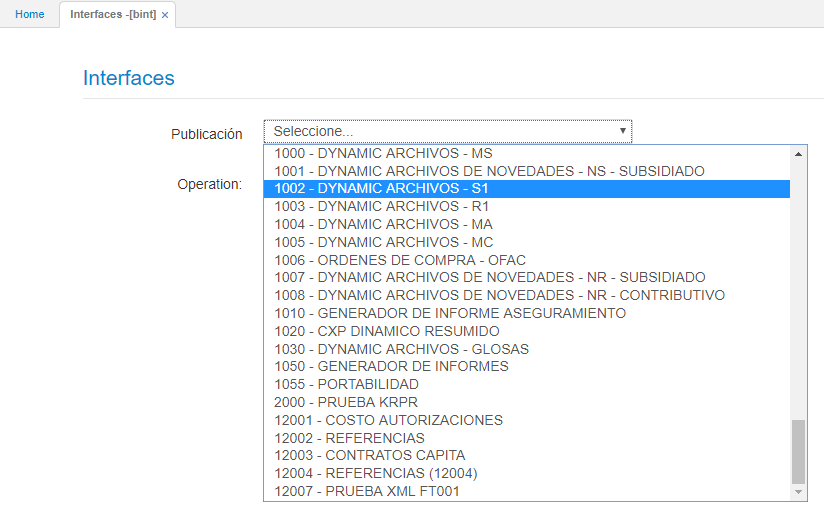 Home
Interfaces -[bint] ×
Interfaces
Publicación
Seleccione...
Operation:
1000 - DYNAMIC ARCHIVOS - MS
1001 - DYNAMIC ARCHIVOS DE NOVEDADES - NS - SUBSIDIADO
1002 - DYNAMIC ARCHIVOS - S1
1003 - DYNAMIC ARCHIVOS - R1
1004 - DYNAMIC ARCHIVOS - MA
1005 - DYNAMIC ARCHIVOS - MC
1006 - ORDENES DE COMPRA - OFAC
1007 - DYNAMIC ARCHIVOS DE NOVEDADES - NR - SUBSIDIADO
1008 - DYNAMIC ARCHIVOS DE NOVEDADES - NR - CONTRIBUTIVO
1010 - GENERADOR DE INFORME ASEGURAMIENTO
1020 - CXP DINAMICO RESUMIDO
1030 - DYNAMIC ARCHIVOS - GLOSAS
1050 - GENERADOR DE INFORMES
1055 - PORTABILIDAD
2000 - PRUEBA KRPR
12001 - COSTO AUTORIZACIONES
12002 - REFERENCIAS
12003 - CONTRATOS CAPITA
12004 - REFERENCIAS (12004)
12007 - PRUEBA XML FT001